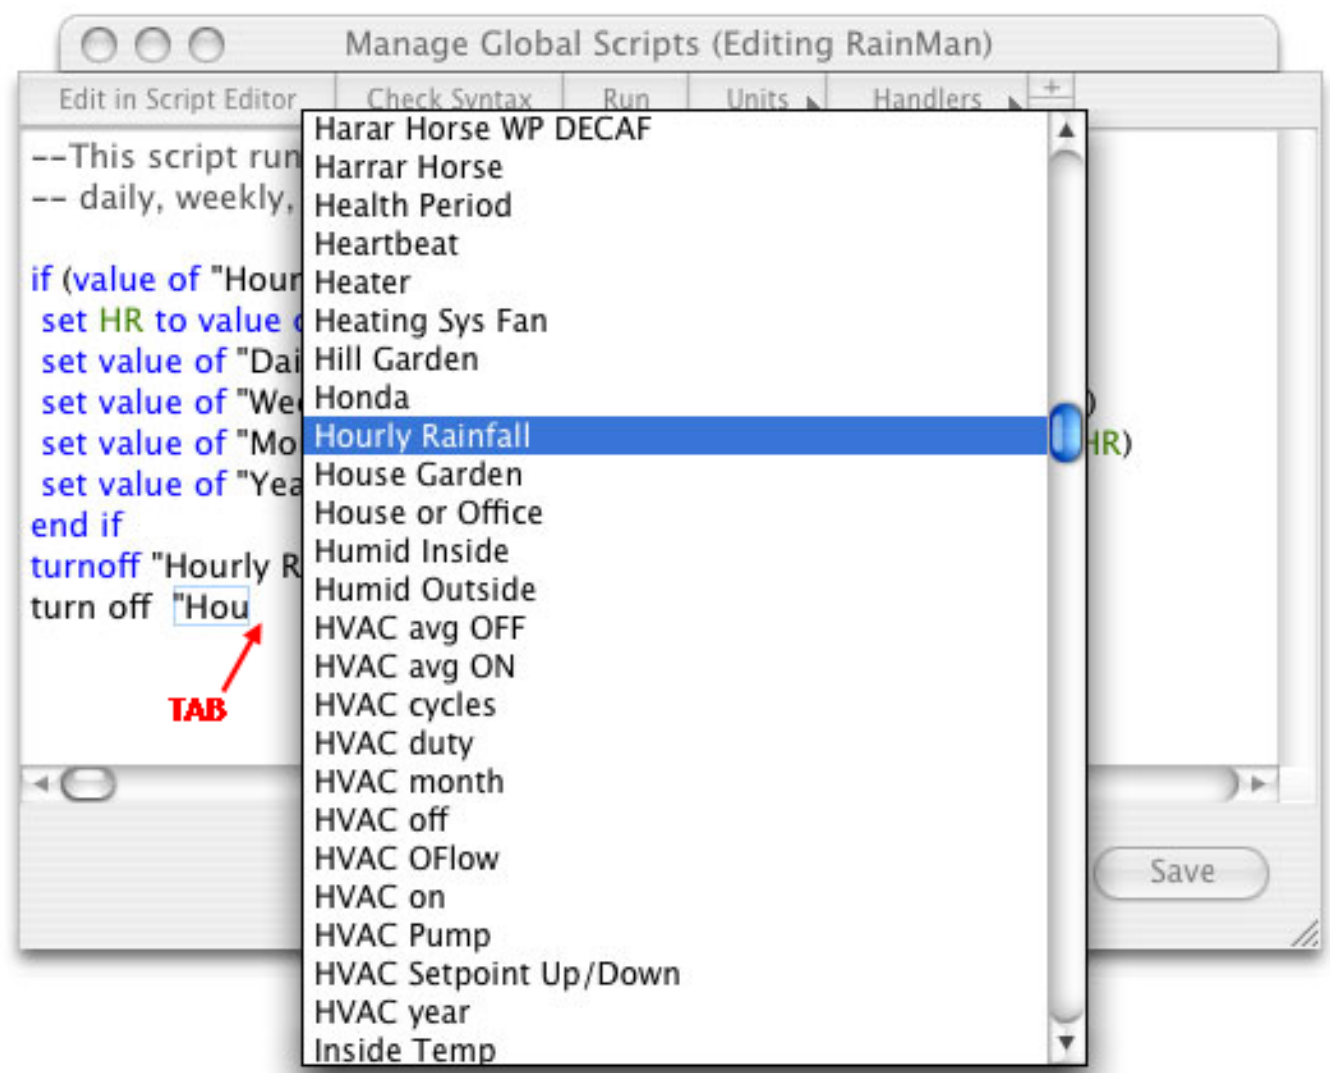 Manage Global Scripts (Editing RainMan)
Edit in Script Editor Check Syntax Run Units Handlers +
--This script run
-- daily, weekly,
if (value of "Hour
set HR to value
set value of "Dai
set value of "We )
set value of "Mo HR)
set value of "Yea
end if
turnoff "Hourly R
turn off "Hou
TAB
Harar Horse WP DECAF
Harrar Horse
Health Period
Heartbeat
Heater
Heating Sys Fan
Hill Garden
Honda
Hourly Rainfall
House Garden
House or Office
Humid Inside
Humid Outside
HVAC avg OFF
HVAC avg ON
HVAC cycles
HVAC duty
HVAC month
HVAC off
HVAC OFlow
HVAC on
HVAC Pump
HVAC Setpoint Up/Down
HVAC year
Inside Temp
Save